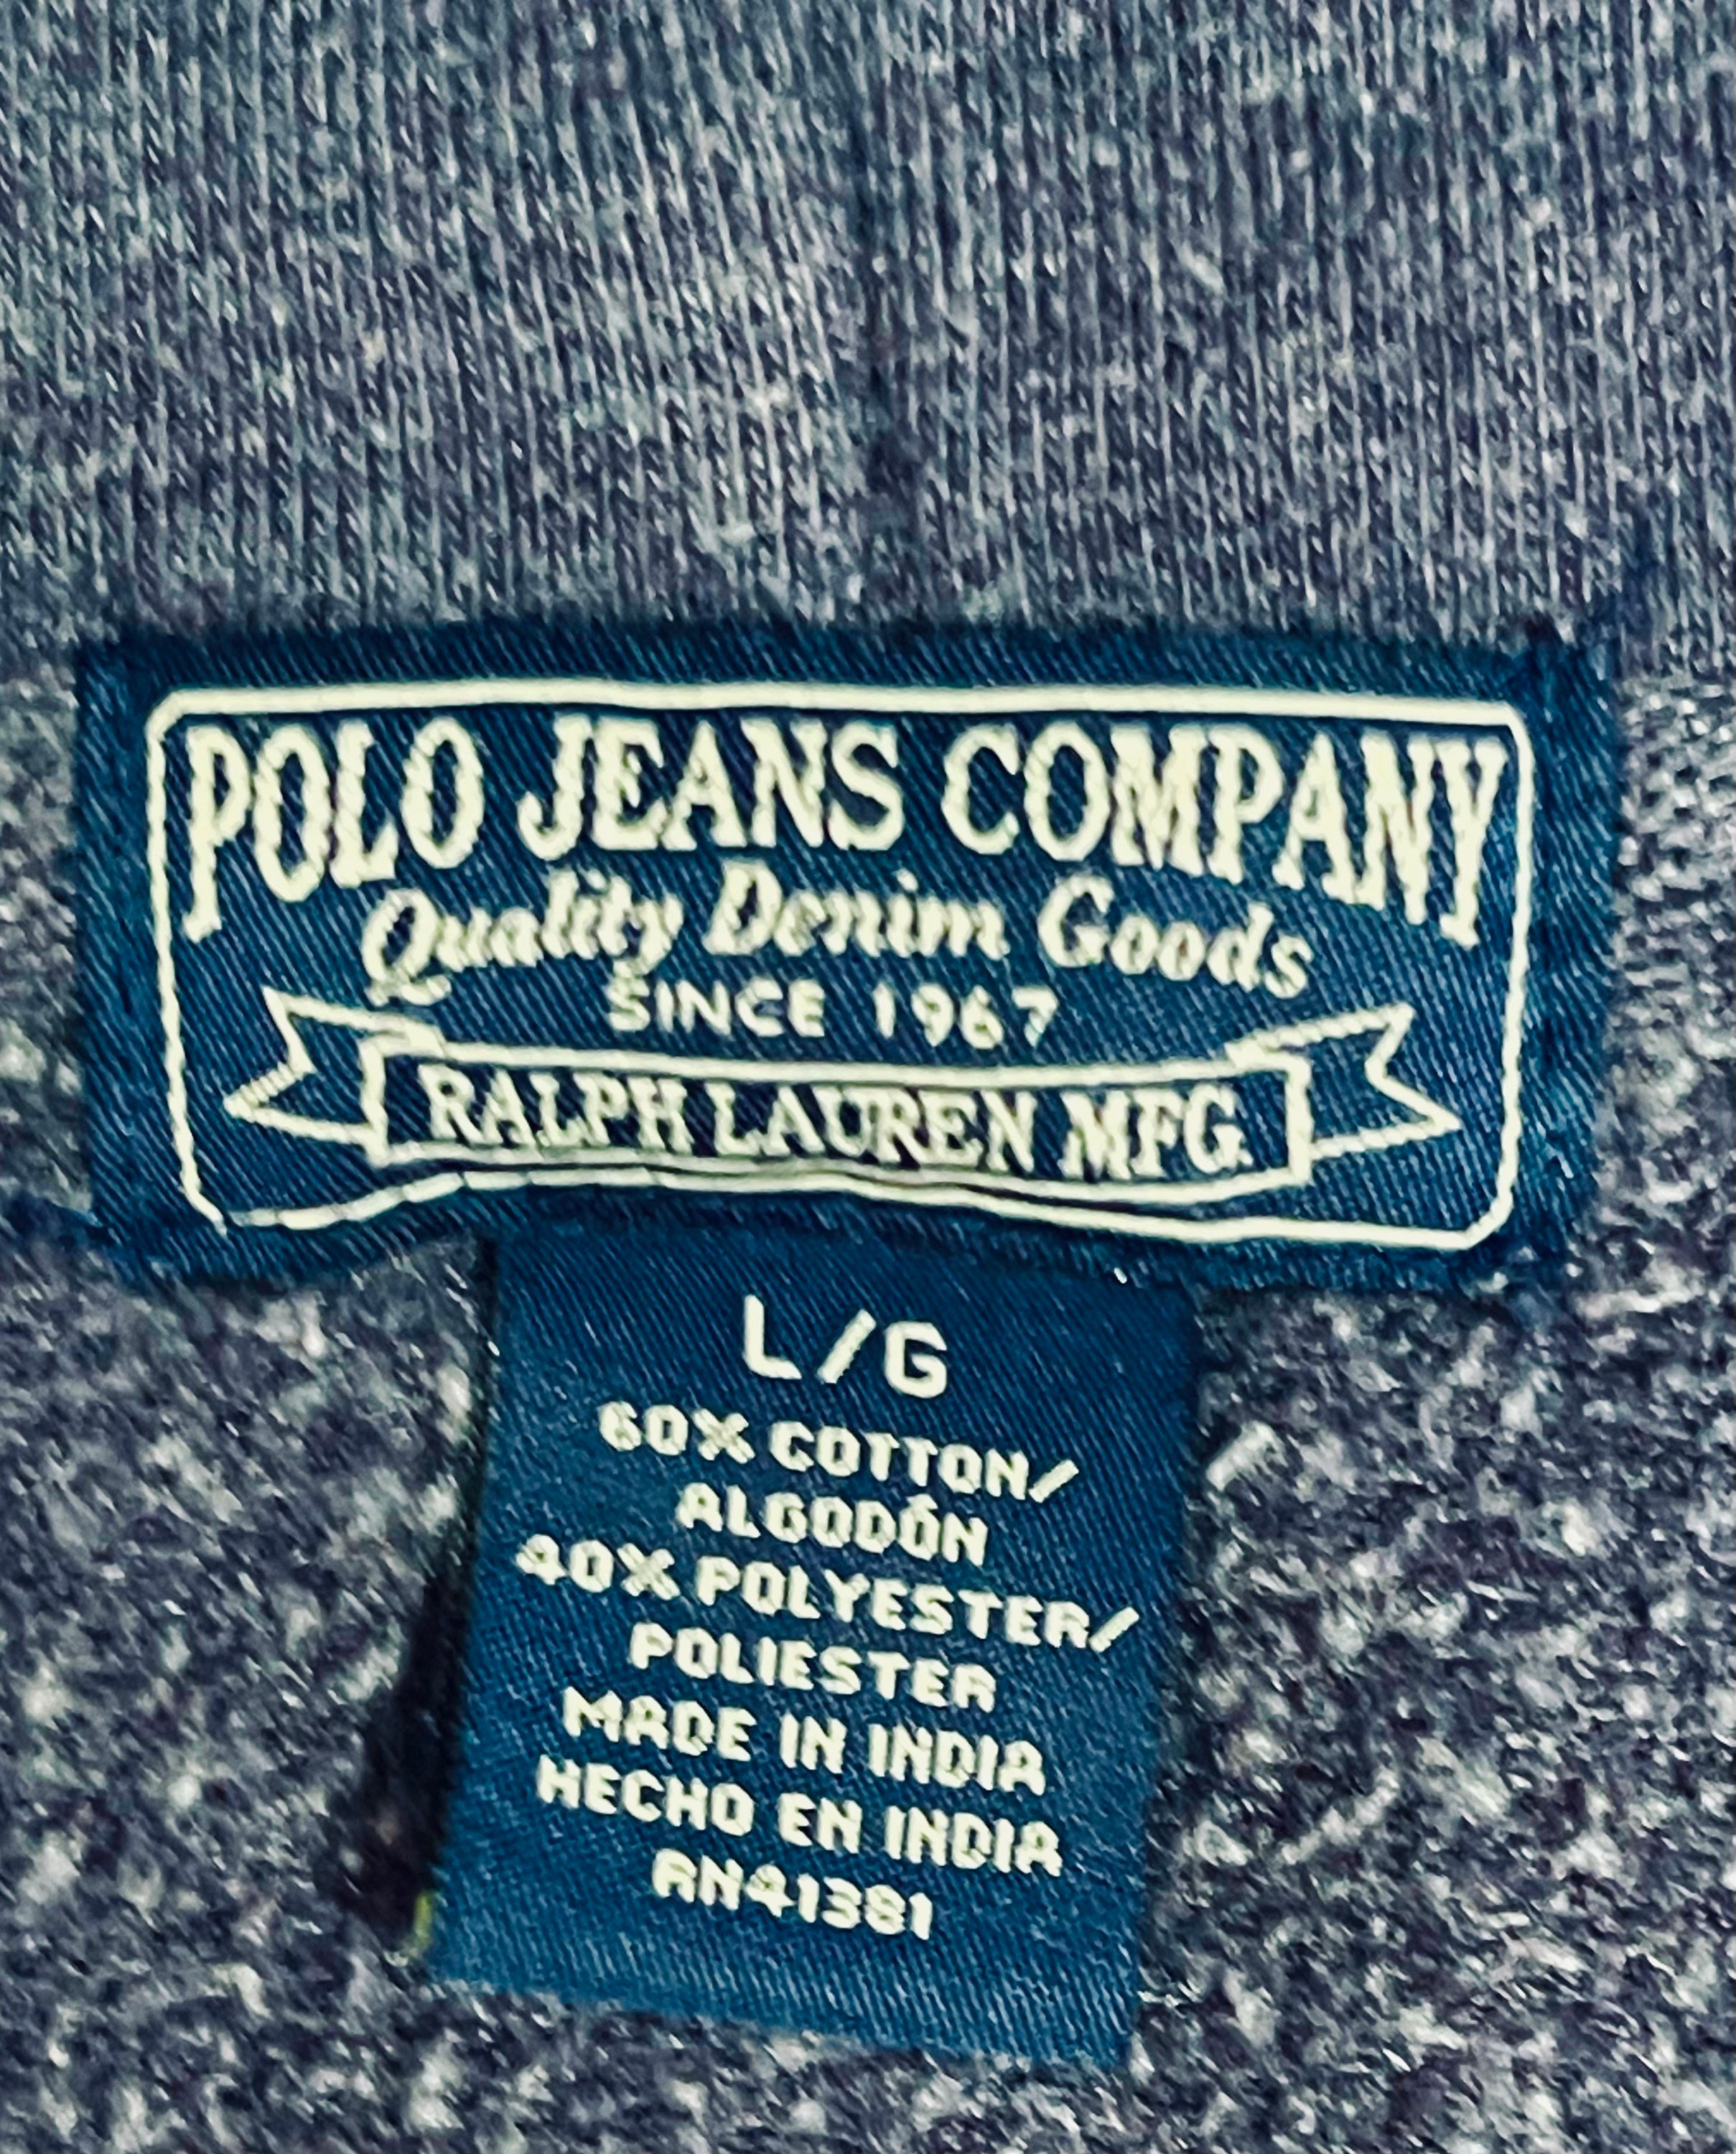 POLO JEANS COMPANY
Quality Denim Goods
SINCE 1967
RALPH LAUREN MFG.
L/G
60% COTTON/
ALGODÓN
40% POLYESTER/
POLIESTER
MADE IN INDIA
HECHO EN INDIA
RN41381